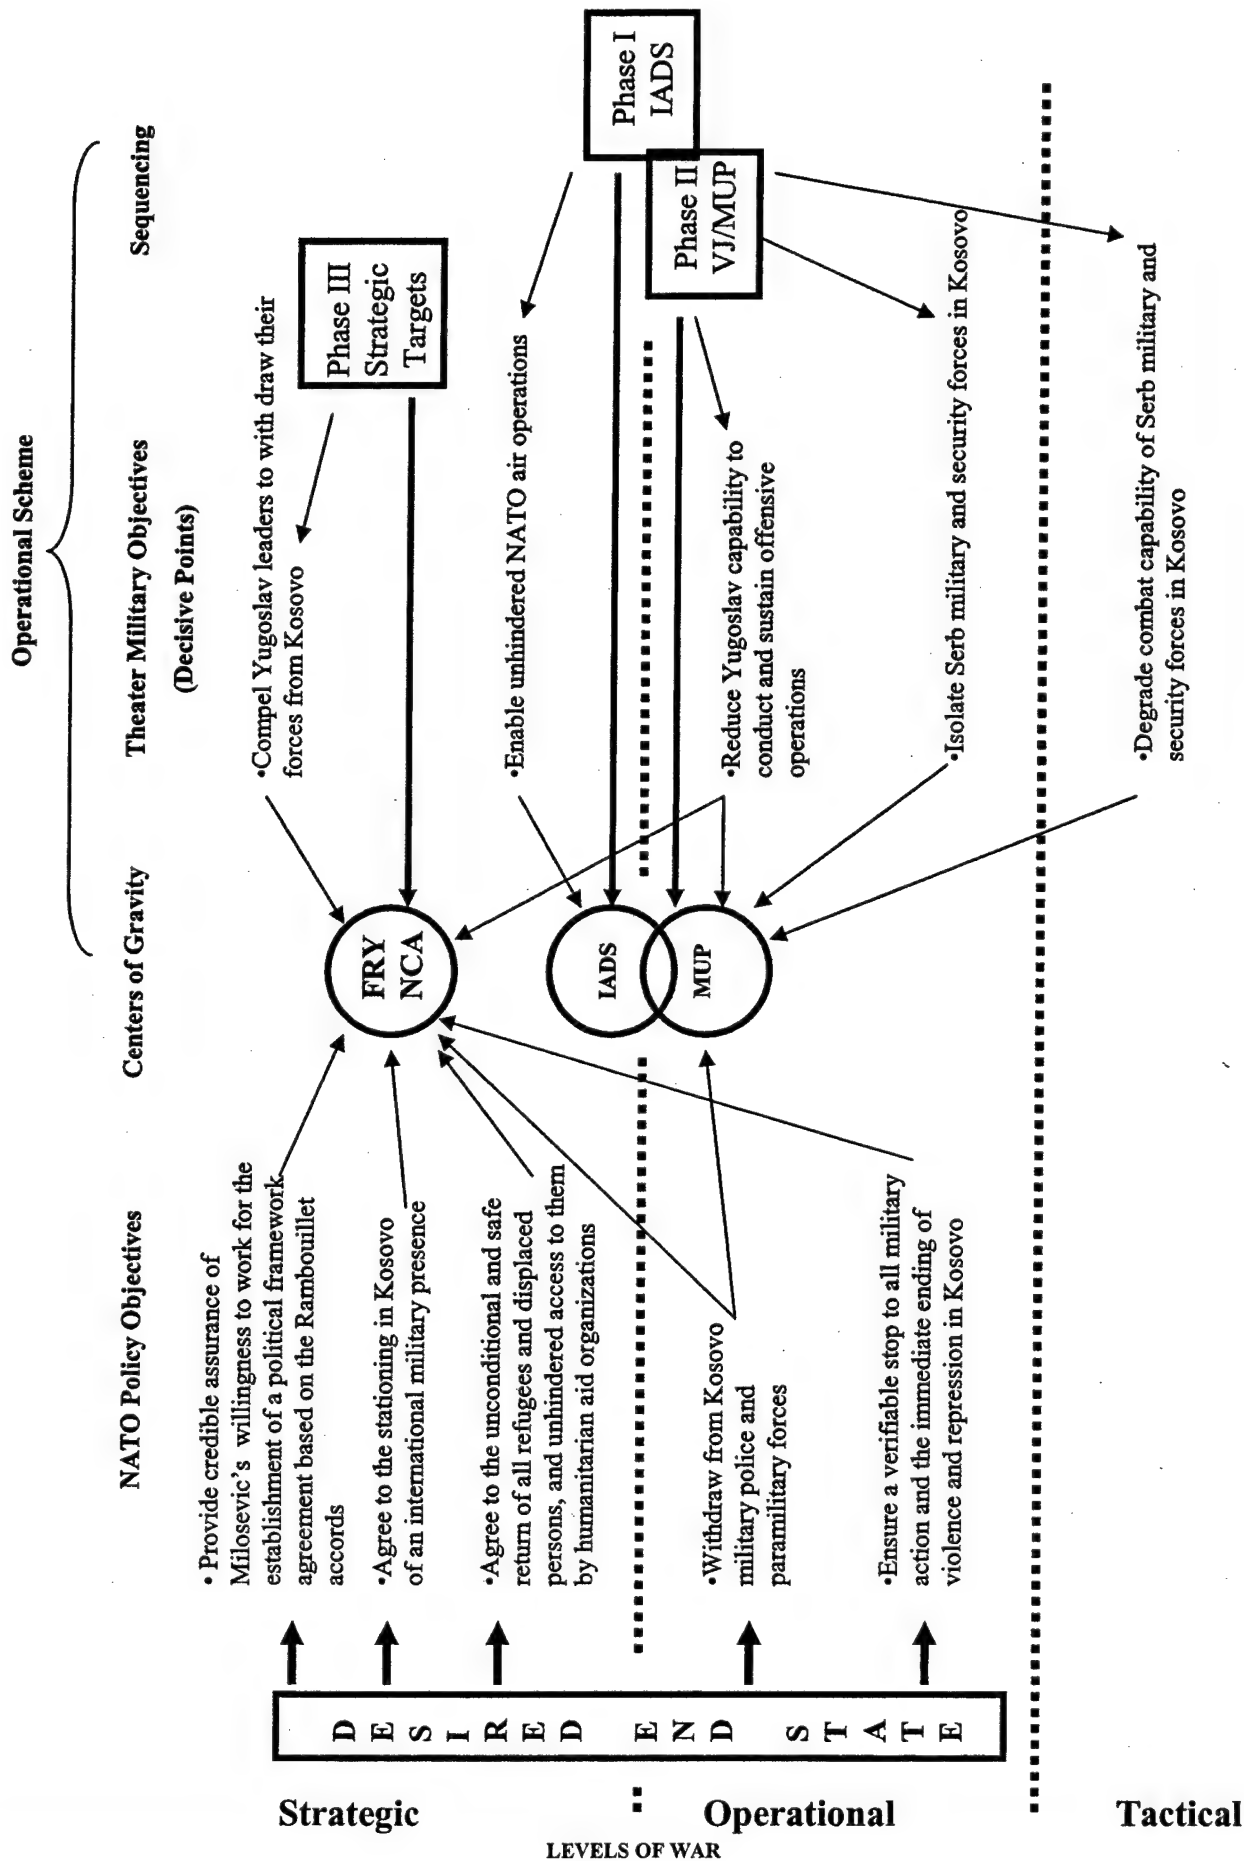 Operational Scheme
NATO Policy Objectives
Centers of Gravity
Theater Military Objectives
(Decisive Points)
Sequencing
Strategic
Operational
Tactical
LEVELS OF WAR
DESIRED END STATE
• Provide credible assurance of
Milosevic's willingness to work for the
establishment of a political framework
agreement based on the Rambouillet
accords
•Agree to the stationing in Kosovo
of an international military presence
•Agree to the unconditional and safe
return of all refugees and displaced
persons, and unhindered access to them
by humanitarian aid organizations
•Withdraw from Kosovo
military police and
paramilitary forces
•Ensure a verifiable stop to all military
action and the immediate ending of
violence and repression in Kosovo
FRY
NCA
IADS
MUP
•Compel Yugoslav leaders to with draw their
forces from Kosovo
•Enable unhindered NATO air operations
•Reduce Yugoslav capability to
conduct and sustain offensive
operations
•Isolate Serb military and security forces in Kosovo
•Degrade combat capability of Serb military and
security forces in Kosovo
Phase III
Strategic
Targets
Phase I
IADS
Phase II
VJ/MUP